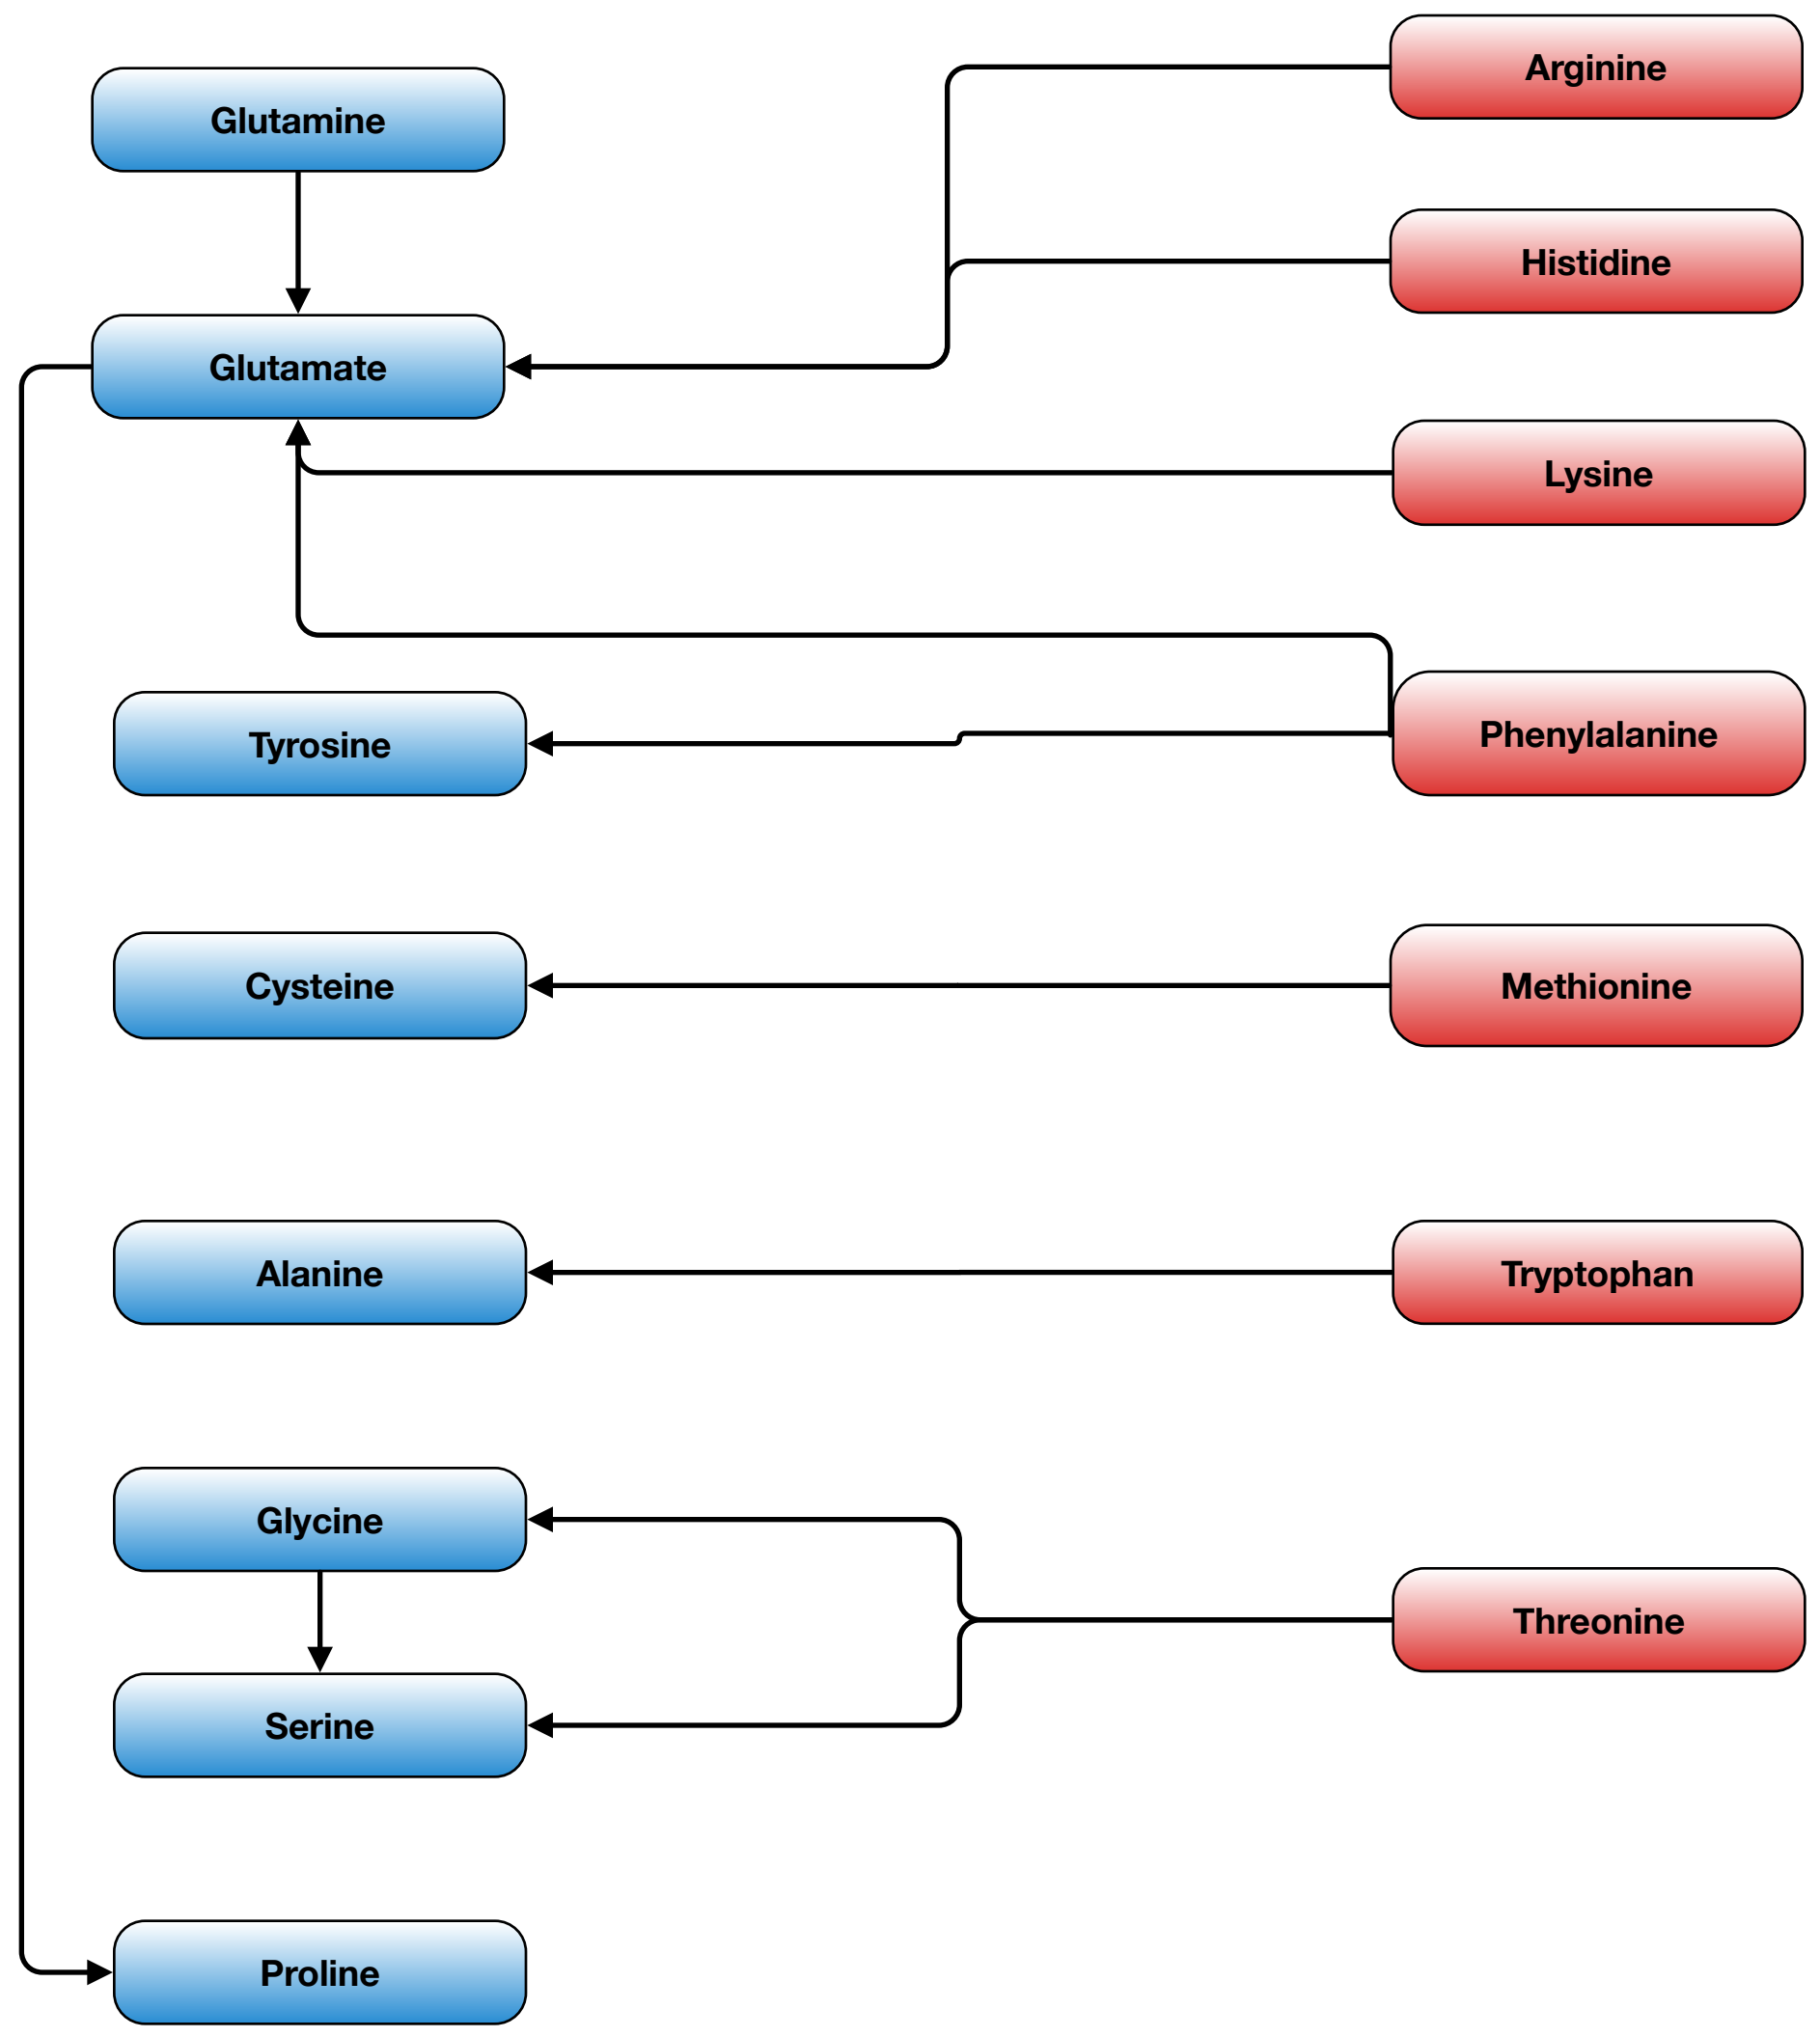 Arginine
Glutamine
Histidine
Glutamate
Lysine
Phenylalanine
Tyrosine
Cysteine
Methionine
Alanine
Tryptophan
Glycine
Threonine
Serine
Proline